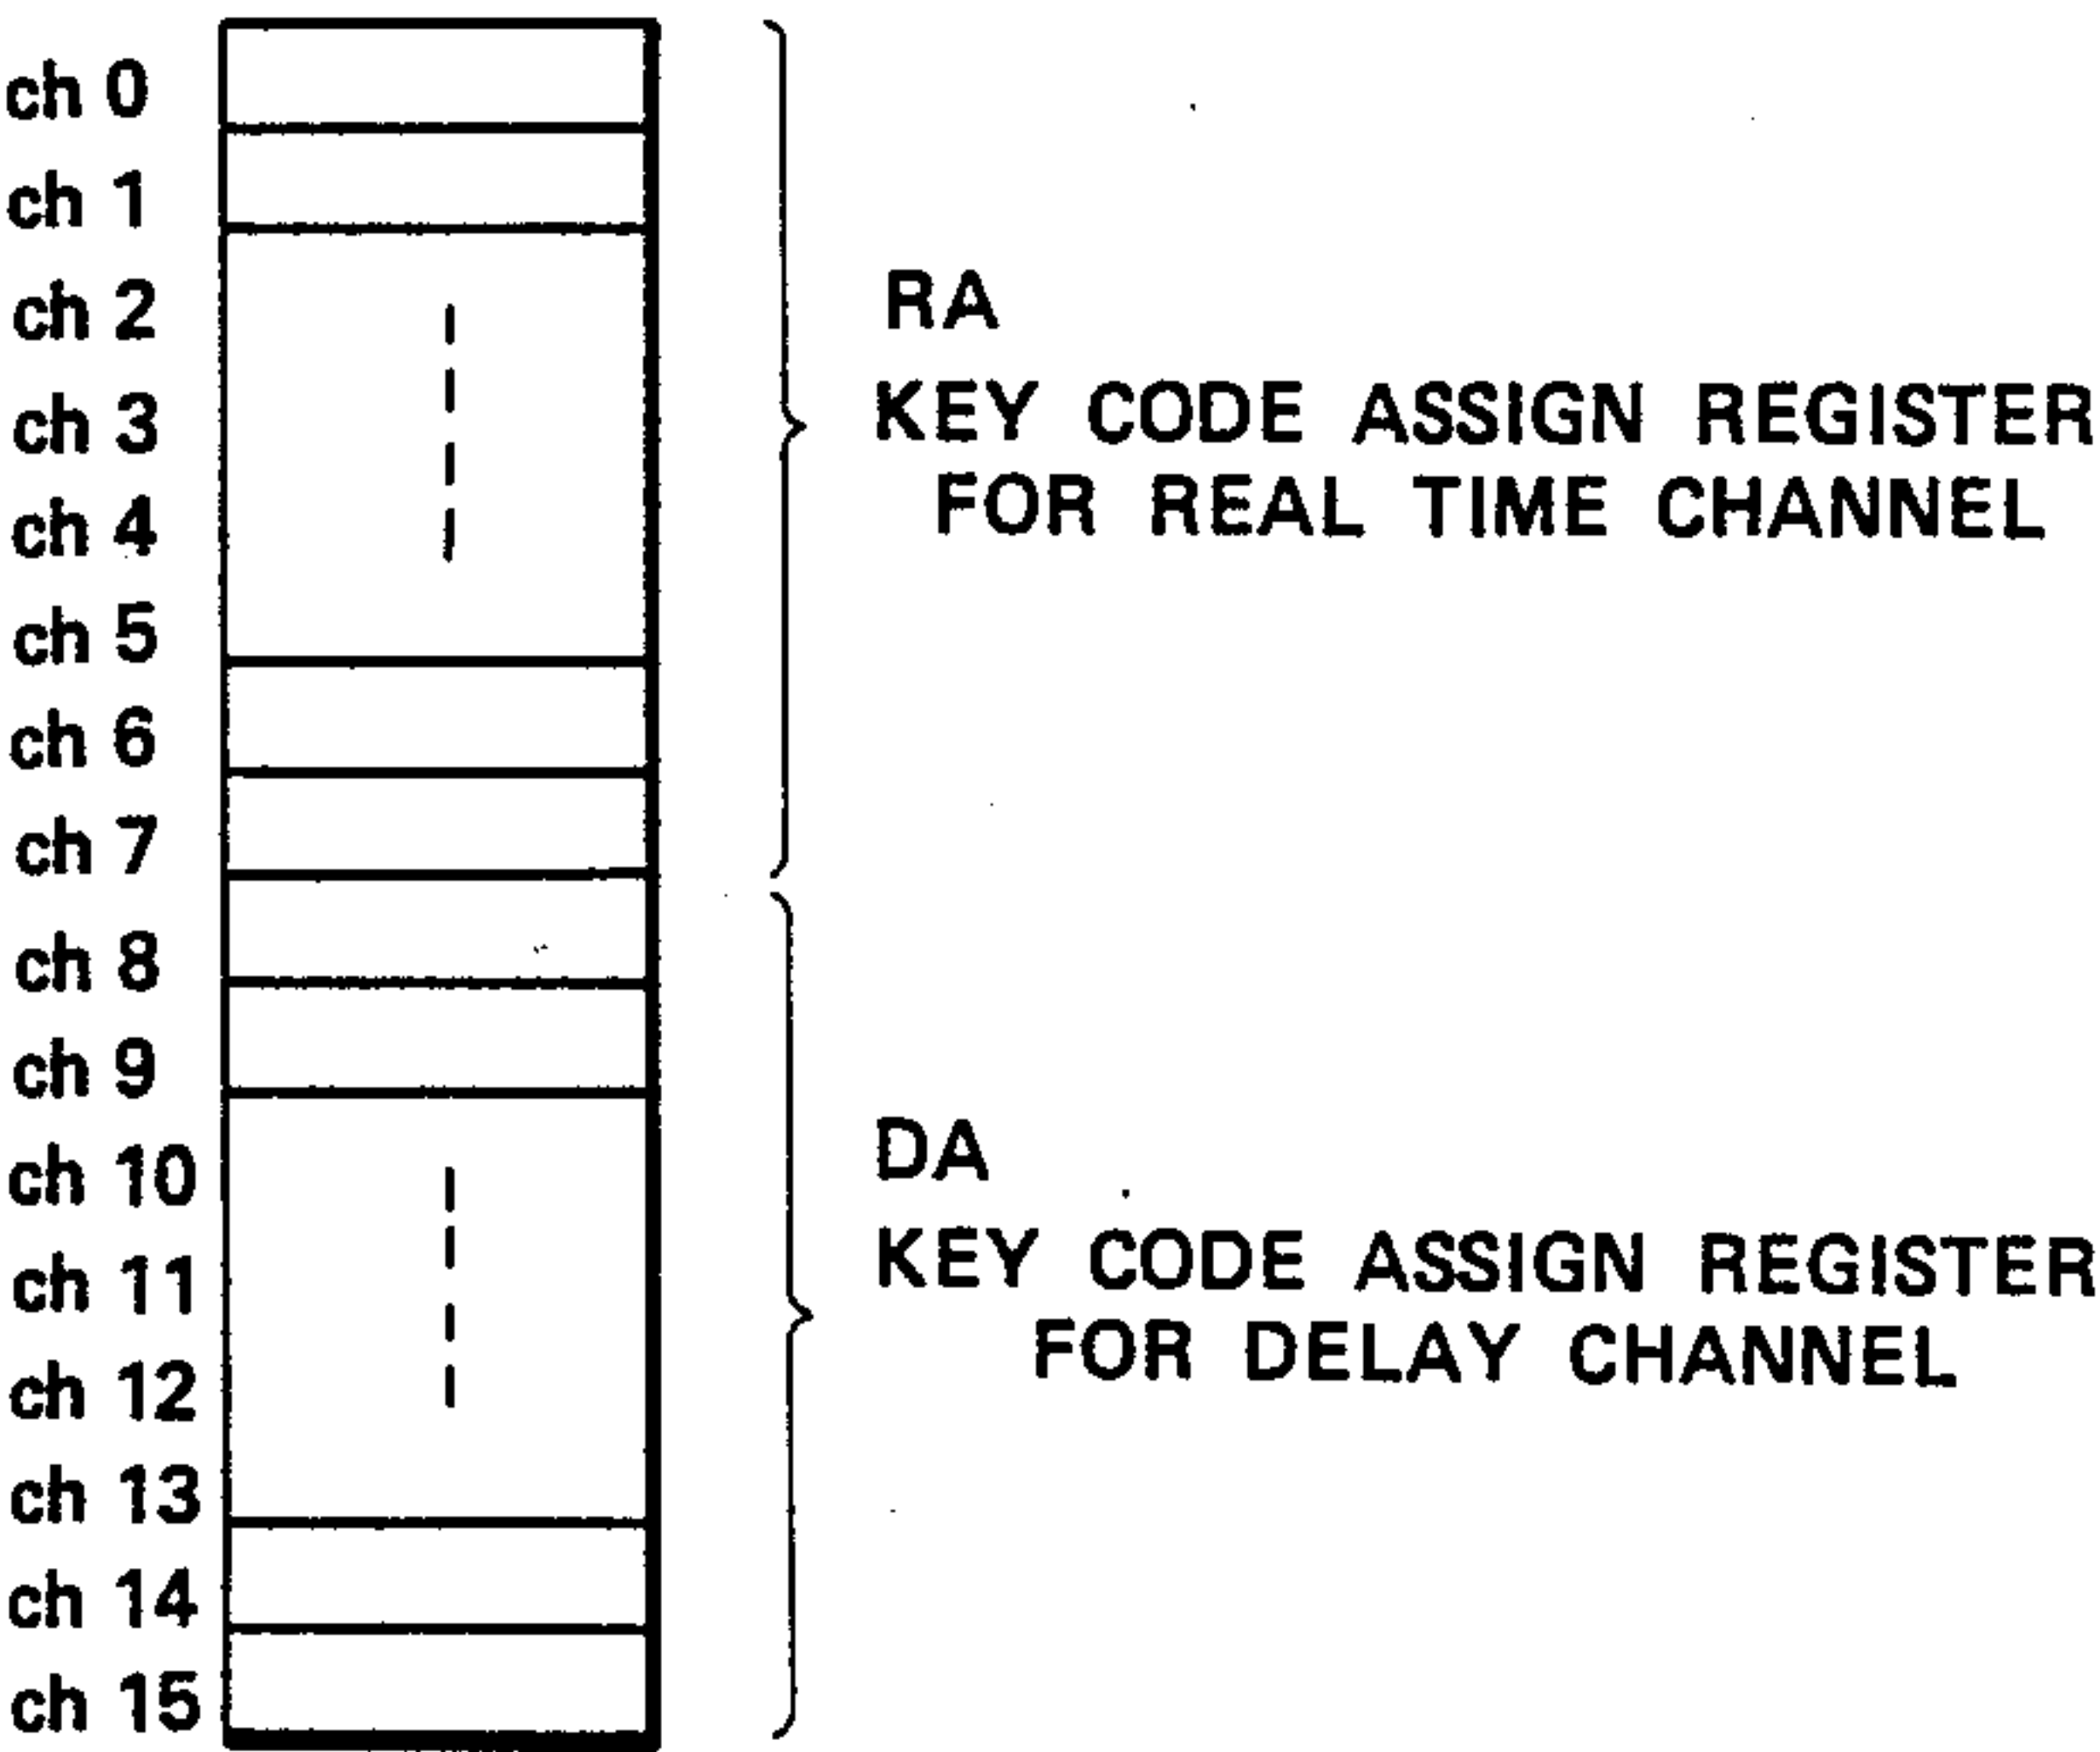 ch 0
ch 1
ch 2
ch 3
ch 4
ch 5
ch 6
ch 7
ch 8
ch 9
ch 10
ch 11
ch 12
ch 13
ch 14
ch 15
RA
KEY CODE ASSIGN REGISTER
FOR REAL TIME CHANNEL
DA
KEY CODE ASSIGN REGISTER
FOR DELAY CHANNEL